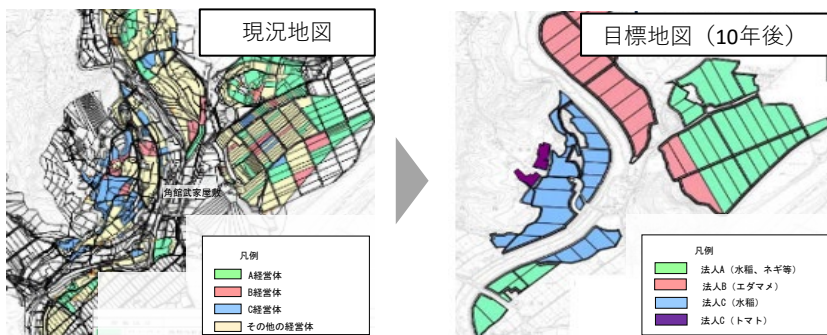 現況地図
角館武家屋敷
凡例
A経営体
B経営体
C経営体
その他の経営体
目標地図（10年後）
凡例
法人A（水稲、ネギ等）
法人B（エダマメ）
法人C（水稲）
法人C（トマト）